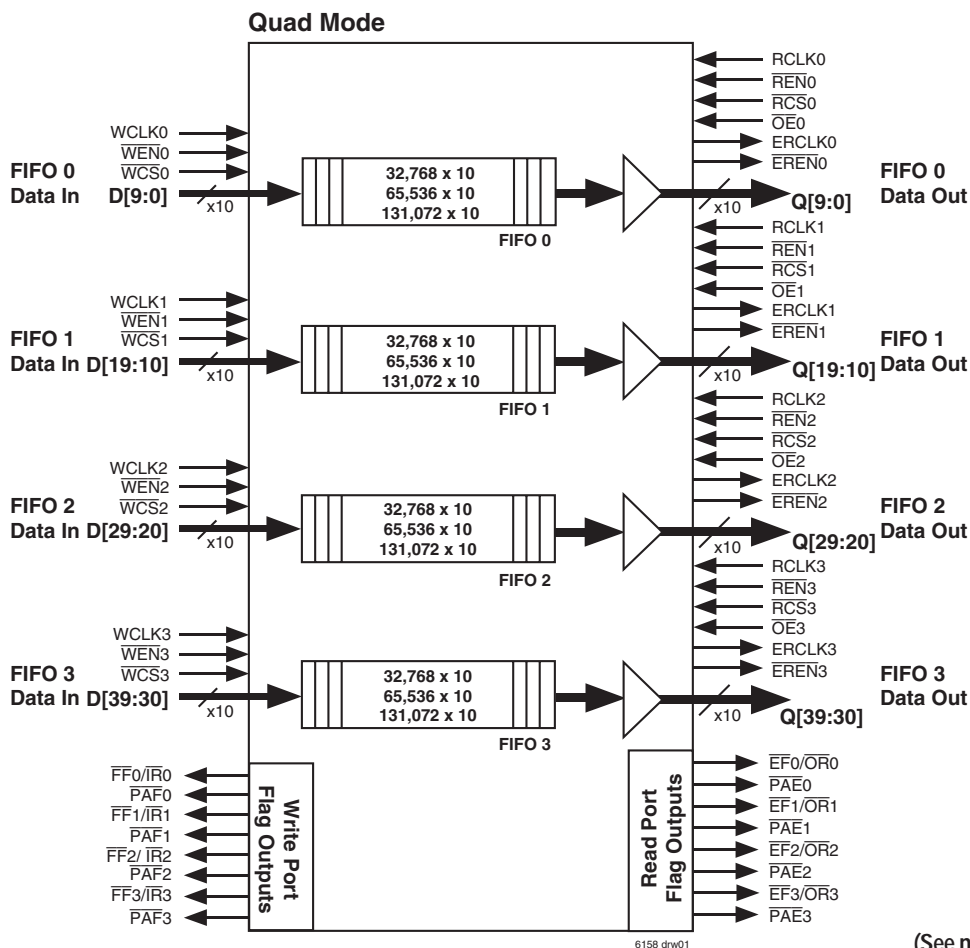 Quad Mode
RCLK0
REN0
RCS0
OE0
ERCLK0
EREN0
WCLK0
WEN0
WCS0
FIFO 0
Data In D[9:0]
x10
32,768 x 10
65,536 x 10
131,072 x 10
FIFO 0
x10
Q[9:0]
FIFO 0
Data Out
RCLK1
REN1
RCS1
OE1
ERCLK1
EREN1
WCLK1
WEN1
WCS1
FIFO 1
Data In D[19:10]
x10
32,768 x 10
65,536 x 10
131,072 x 10
FIFO 1
x10
Q[19:10]
FIFO 1
Data Out
RCLK2
REN2
RCS2
OE2
ERCLK2
EREN2
WCLK2
WEN2
WCS2
FIFO 2
Data In D[29:20]
x10
32,768 x 10
65,536 x 10
131,072 x 10
FIFO 2
x10
Q[29:20]
FIFO 2
Data Out
RCLK3
REN3
RCS3
OE3
ERCLK3
EREN3
WCLK3
WEN3
WCS3
FIFO 3
Data In D[39:30]
x10
32,768 x 10
65,536 x 10
131,072 x 10
FIFO 3
x10
Q[39:30]
FIFO 3
Data Out
FF0/IR0
PAF0
FF1/IR1
PAF1
FF2/ IR2
PAF2
FF3/IR3
PAF3
Write Port
Flag Outputs
Read Port
Flag Outputs
EF0/OR0
PAE0
EF1/OR1
PAE1
EF2/OR2
PAE2
EF3/OR3
PAE3
6158 drw01
(See